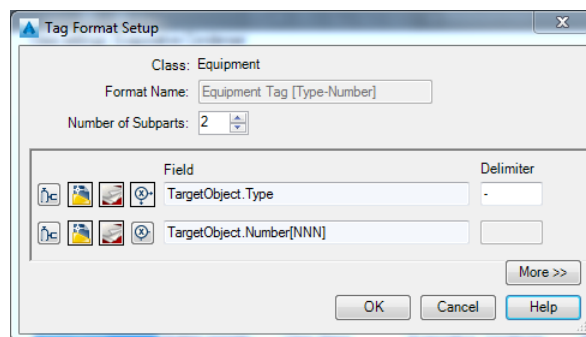 Tag Format Setup
Class: Equipment
Format Name: Equipment Tag [Type-Number]
Number of Subparts: 2
Field Delimiter
TargetObject.Type -
TargetObject.Number[NNN]
More >>
OK Cancel Help